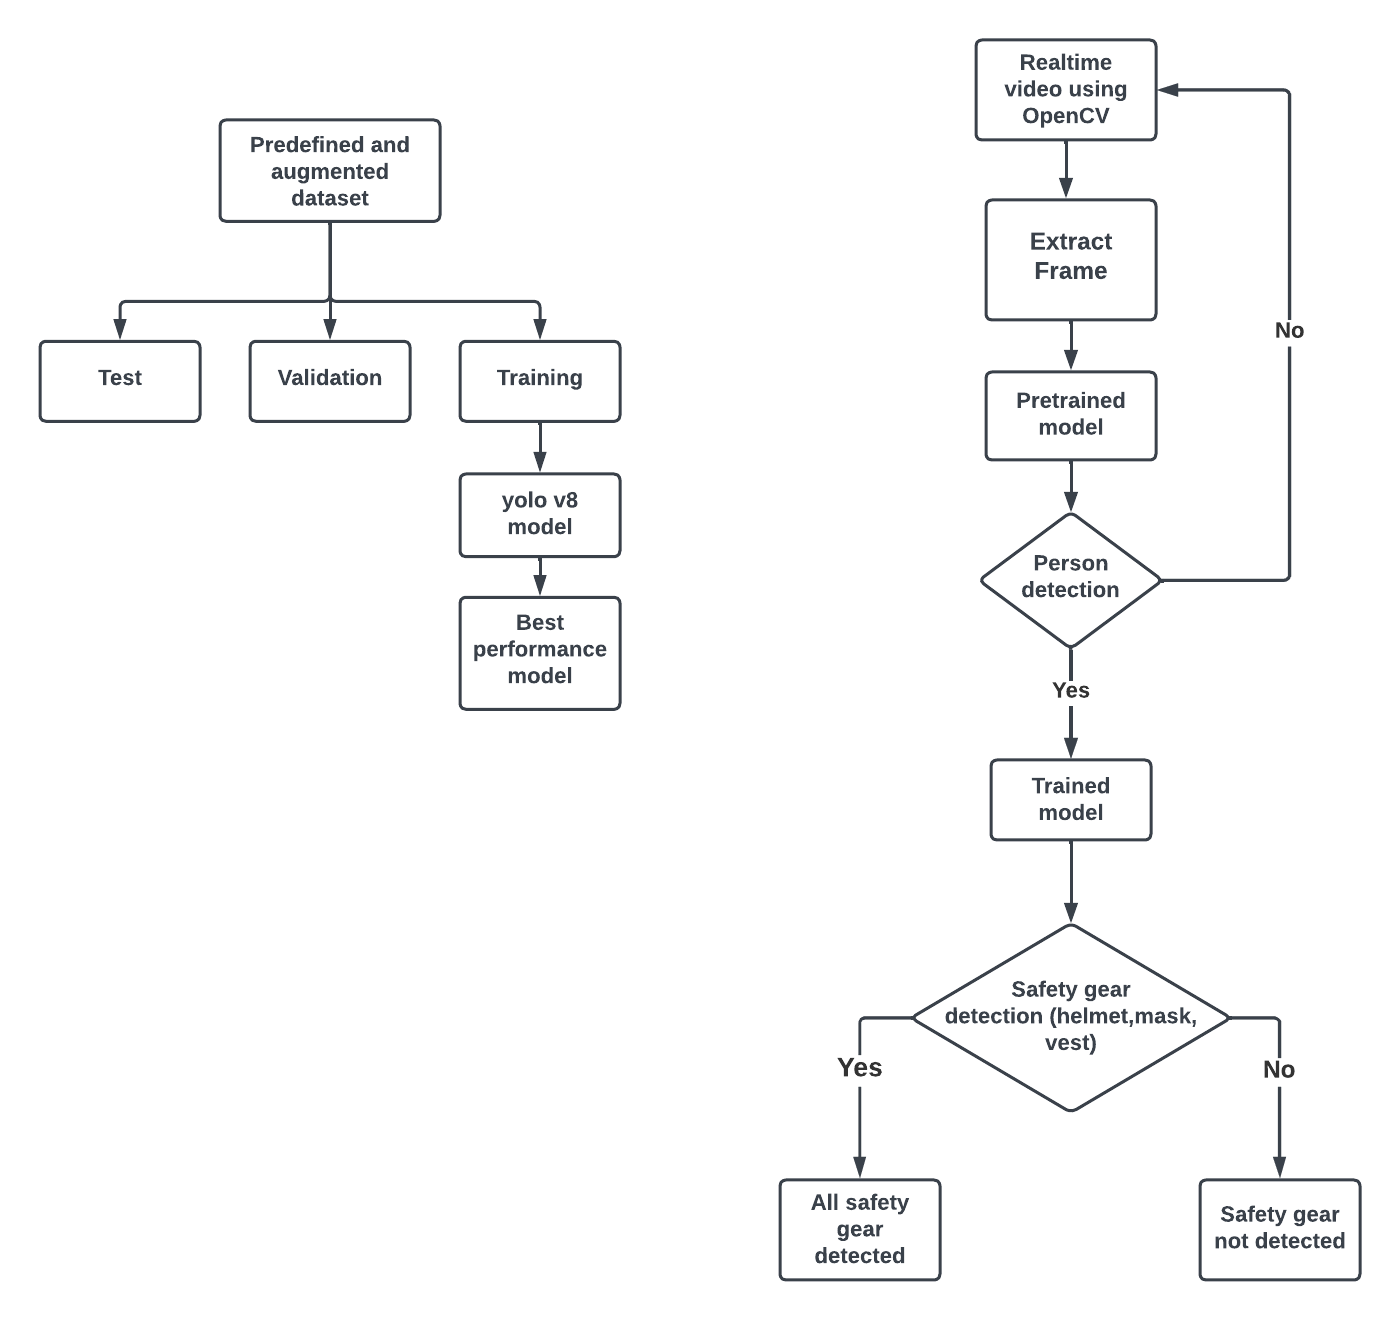 Predefined and
augmented
dataset
Test
Validation
Training
yolo v8
model
Best
performance
model
Realtime
video using
OpenCV
Extract
Frame
No
Pretrained
model
Person
detection
Yes
Trained
model
Safety gear
detection (helmet,mask,
vest)
Yes
No
All safety
gear
detected
Safety gear
not detected